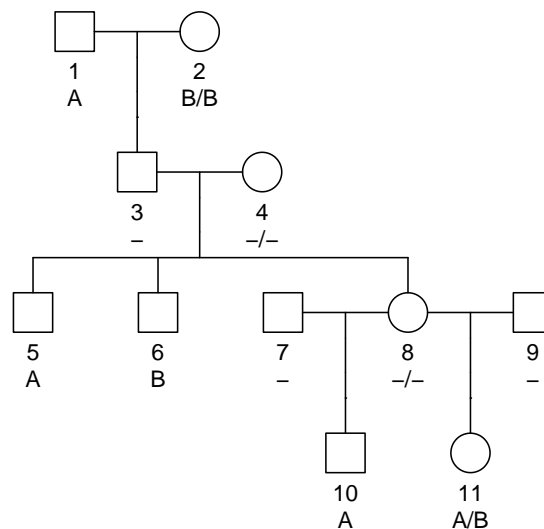 1 2
A B/B
3 4
– –/–
5 6 7 8 9
A B – –/– –
10 11
A A/B